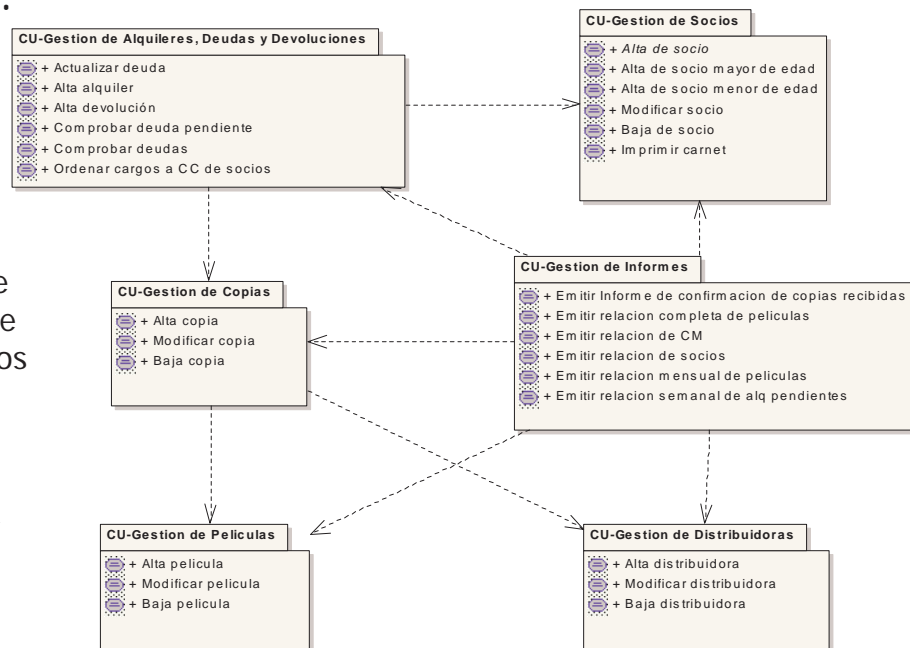 .
CU-Gestion de Alquileres, Deudas y Devoluciones
+ Actualizar deuda
+ Alta alquiler
+ Alta devolución
+ Comprobar deuda pendiente
+ Comprobar deudas
+ Ordenar cargos a CC de socios
CU-Gestion de Socios
+ Alta de socio
+ Alta de socio mayor de edad
+ Alta de socio menor de edad
+ Modificar socio
+ Baja de socio
+ Imprimir carnet
e
e
os
CU-Gestion de Copias
+ Alta copia
+ Modificar copia
+ Baja copia
CU-Gestion de Informes
+ Emitir Informe de confirmacion de copias recibidas
+ Emitir relacion completa de peliculas
+ Emitir relacion de CM
+ Emitir relacion de socios
+ Emitir relacion mensual de peliculas
+ Emitir relacion semanal de alq pendientes
CU-Gestion de Peliculas
+ Alta pelicula
+ Modificar pelicula
+ Baja pelicula
CU-Gestion de Distribuidoras
+ Alta distribuidora
+ Modificar distribuidora
+ Baja distribuidora